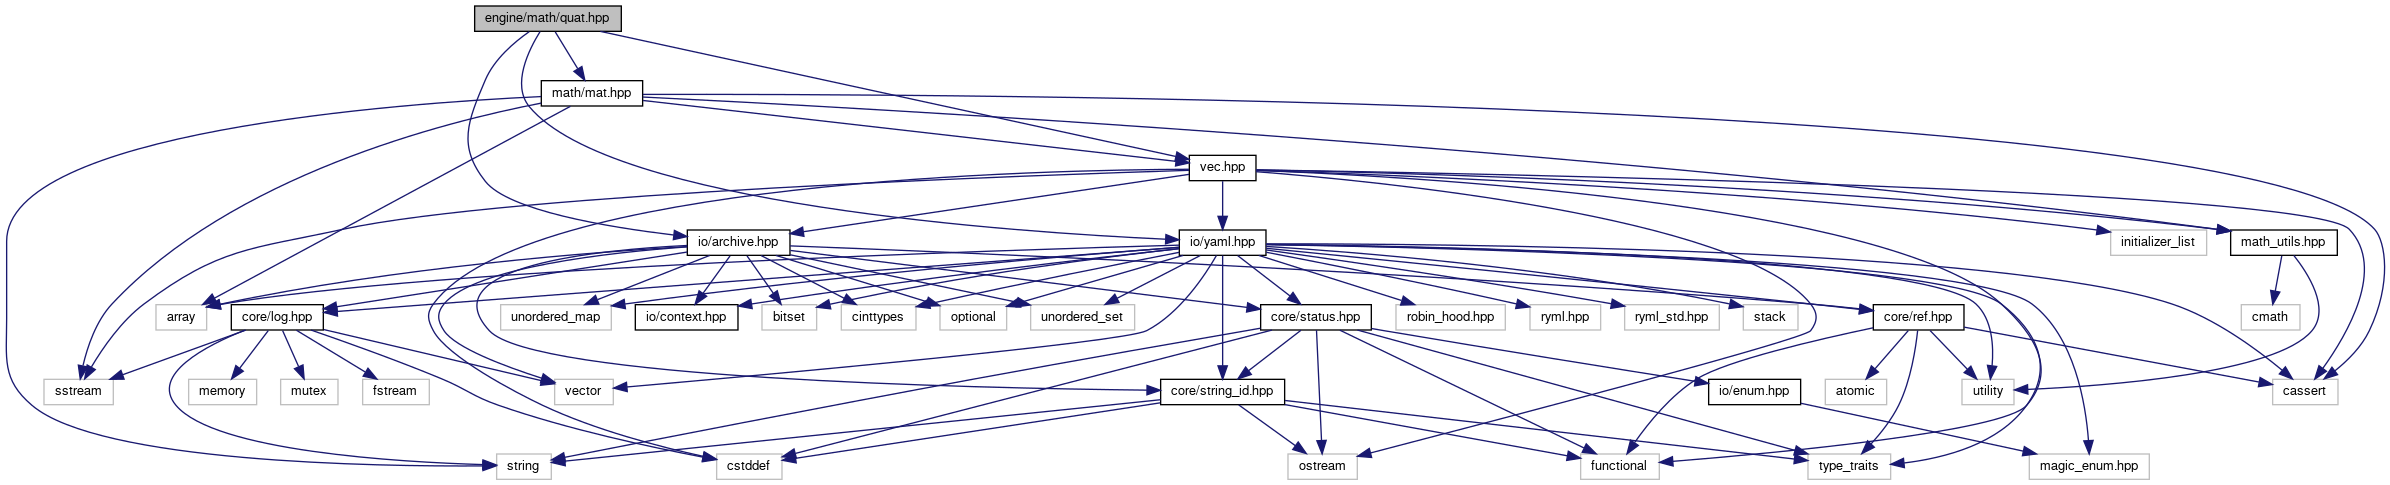 engine/math/quat.hpp
math/mat.hpp
vec.hpp
io/archive.hpp
io/yaml.hpp
initializer_list
math_utils.hpp
array
core/log.hpp
unordered_map
io/context.hpp
bitset
cinttypes
optional
unordered_set
core/status.hpp
robin_hood.hpp
ryml.hpp
ryml_std.hpp
stack
core/ref.hpp
cmath
sstream
memory
mutex
fstream
vector
core/string_id.hpp
io/enum.hpp
atomic
utility
cassert
string
cstddef
ostream
functional
type_traits
magic_enum.hpp